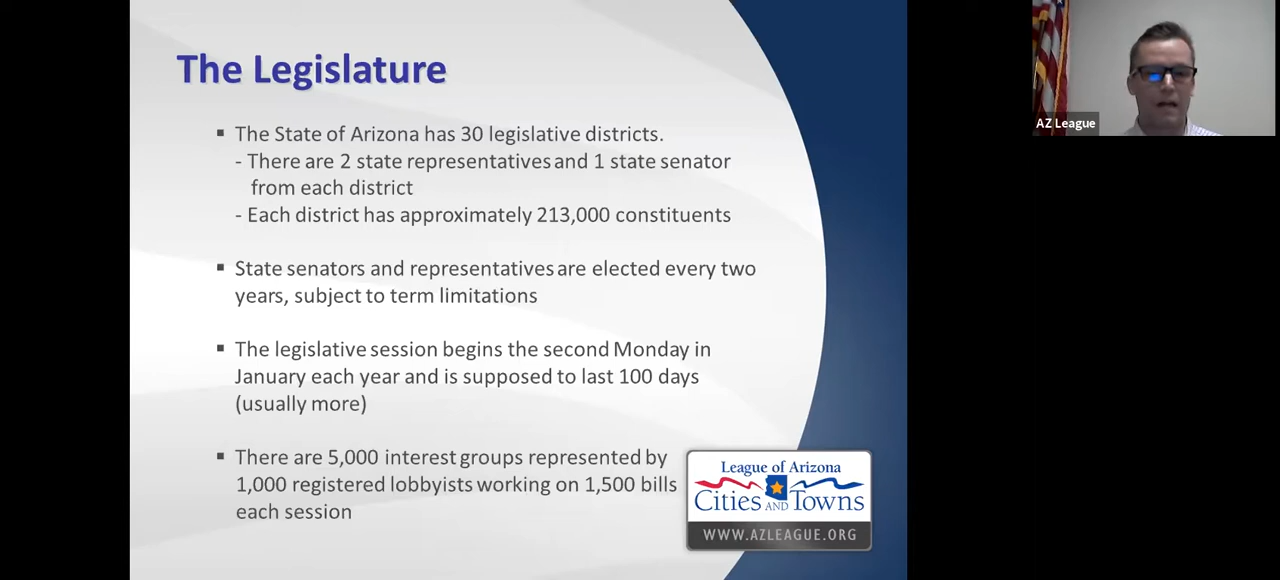 The Legislature
▪ The State of Arizona has 30 legislative districts.
- There are 2 state representatives and 1 state senator
from each district
- Each district has approximately 213,000 constituents
▪ State senators and representatives are elected every two
years, subject to term limitations
▪ The legislative session begins the second Monday in
January each year and is supposed to last 100 days
(usually more)
▪ There are 5,000 interest groups represented by
1,000 registered lobbyists working on 1,500 bills
each session
League of Arizona
Cities AND Towns
WWW.AZLEAGUE.ORG
AZ League